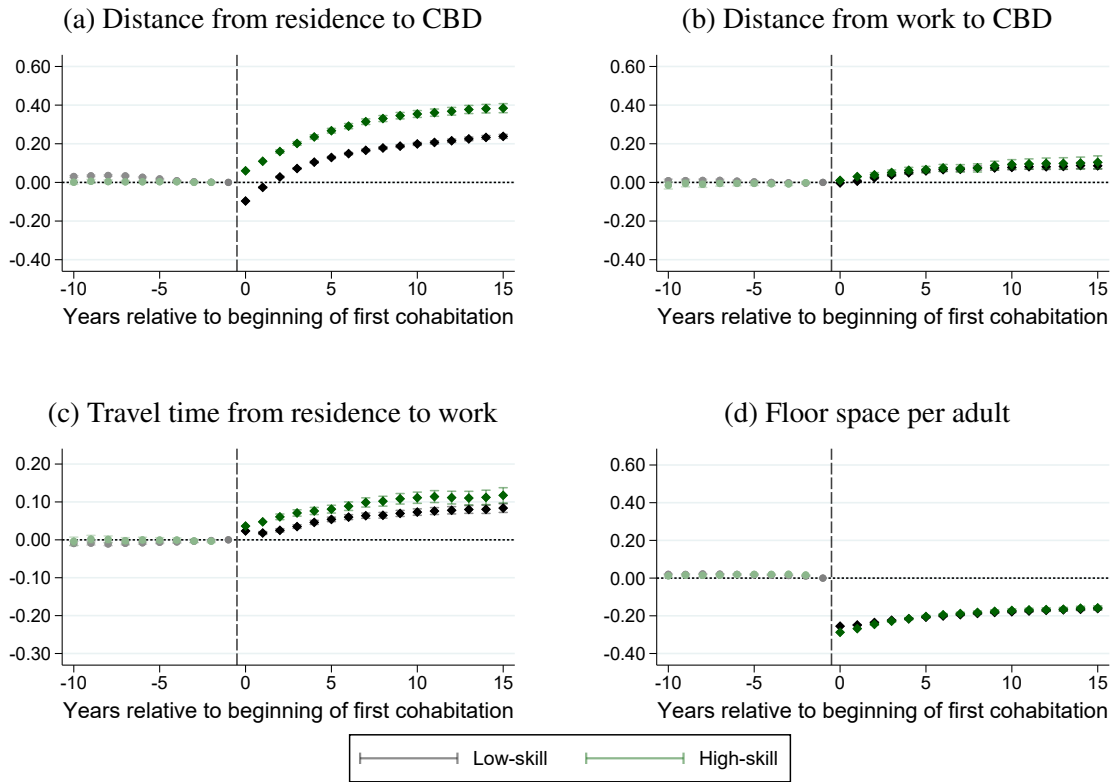 (a) Distance from residence to CBD
0.60
0.40
0.20
0.00
-0.20
-0.40
-10 -5 0 5 10 15
Years relative to beginning of first cohabitation
(b) Distance from work to CBD
0.60
0.40
0.20
0.00
-0.20
-0.40
-10 -5 0 5 10 15
Years relative to beginning of first cohabitation
(c) Travel time from residence to work
0.20
0.10
0.00
-0.10
-0.20
-0.30
-10 -5 0 5 10 15
Years relative to beginning of first cohabitation
(d) Floor space per adult
0.60
0.40
0.20
0.00
-0.20
-0.40
-10 -5 0 5 10 15
Years relative to beginning of first cohabitation
Low-skill High-skill